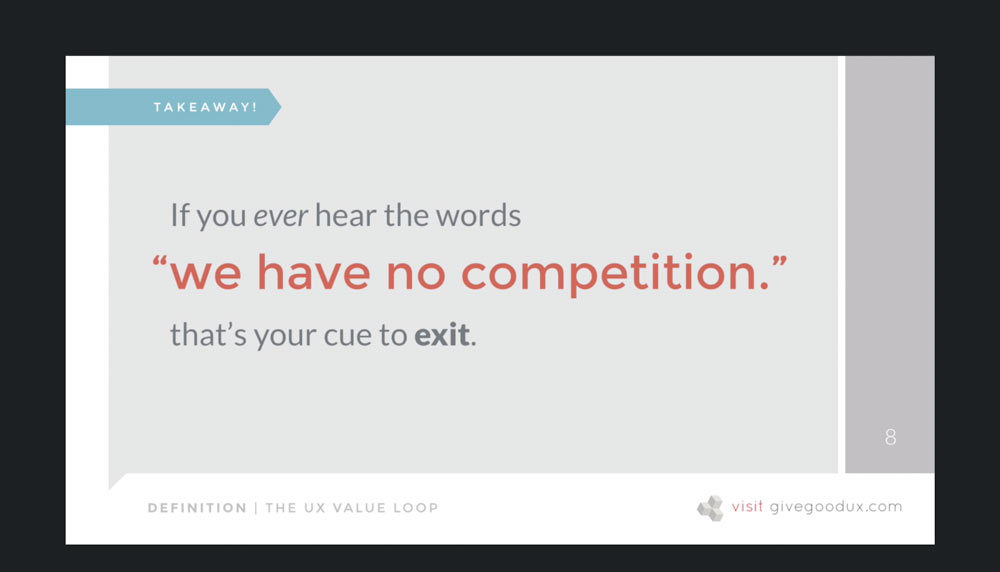 TAKEAWAY!
If you ever hear the words
“we have no competition.”
that’s your cue to exit.
8
DEFINITION | THE UX VALUE LOOP
visit givegoodux.com